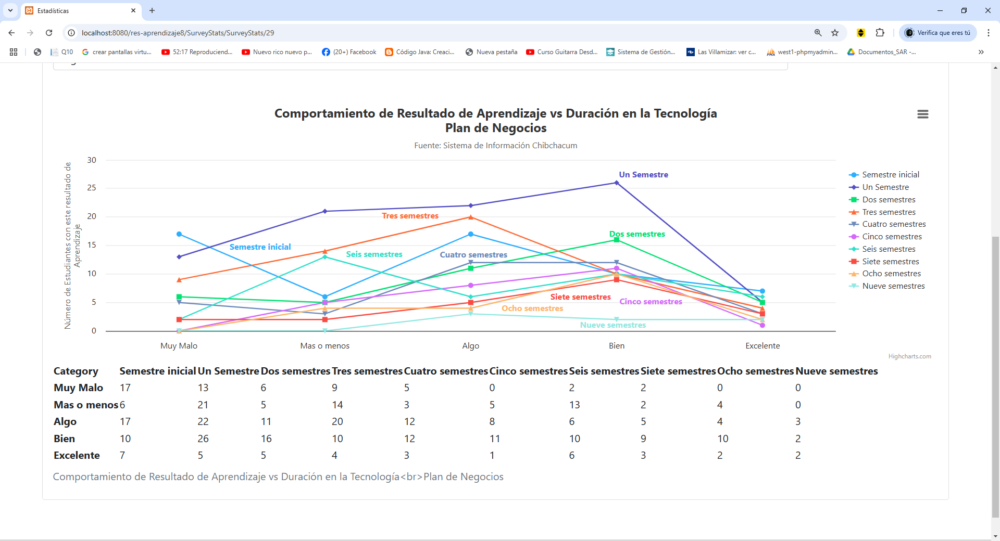 Estadísticas
localhost:8080/res-aprendizaje8/SurveyStats/SurveyStats/29
Verifica que eres tú
Q10
crear pantallas virtu...
52:17 Reproduciend...
Nuevo rico nuevo p...
(20+) Facebook
Código Java: Creaci...
Nueva pestaña
Curso Guitarra Desd...
Sistema de Gestión...
Las Villamizar: ver c...
west1-phpmyadmin...
Documentos_SAR -...
Comportamiento de Resultado de Aprendizaje vs Duración en la Tecnología
Plan de Negocios
Fuente: Sistema de Información Chibchacum
Número de Estudiantes con este resultado de
Aprendizaje
30
25
20
15
10
5
0
Un Semestre
Tres semestres
Dos semestres
Semestre inicial
Seis semestres
Cuatro semestres
Siete semestres
Cinco semestres
Ocho semestres
Nueve semestres
Muy Malo
Mas o menos
Algo
Bien
Excelente
Semestre inicial
Un Semestre
Dos semestres
Tres semestres
Cuatro semestres
Cinco semestres
Seis semestres
Siete semestres
Ocho semestres
Nueve semestres
Highcharts.com
Category Semestre inicial Un Semestre Dos semestres Tres semestres Cuatro semestres Cinco semestres Seis semestres Siete semestres Ocho semestres Nueve semestres
Muy Malo 17 13 6 9 5 0 2 2 0 0
Mas o menos 6 21 5 14 3 5 13 2 4 0
Algo 17 22 11 20 12 8 6 5 4 3
Bien 10 26 16 10 12 11 10 9 10 2
Excelente 7 5 5 4 3 1 6 3 2 2
Comportamiento de Resultado de Aprendizaje vs Duración en la Tecnología&lt;br&gt;Plan de Negocios